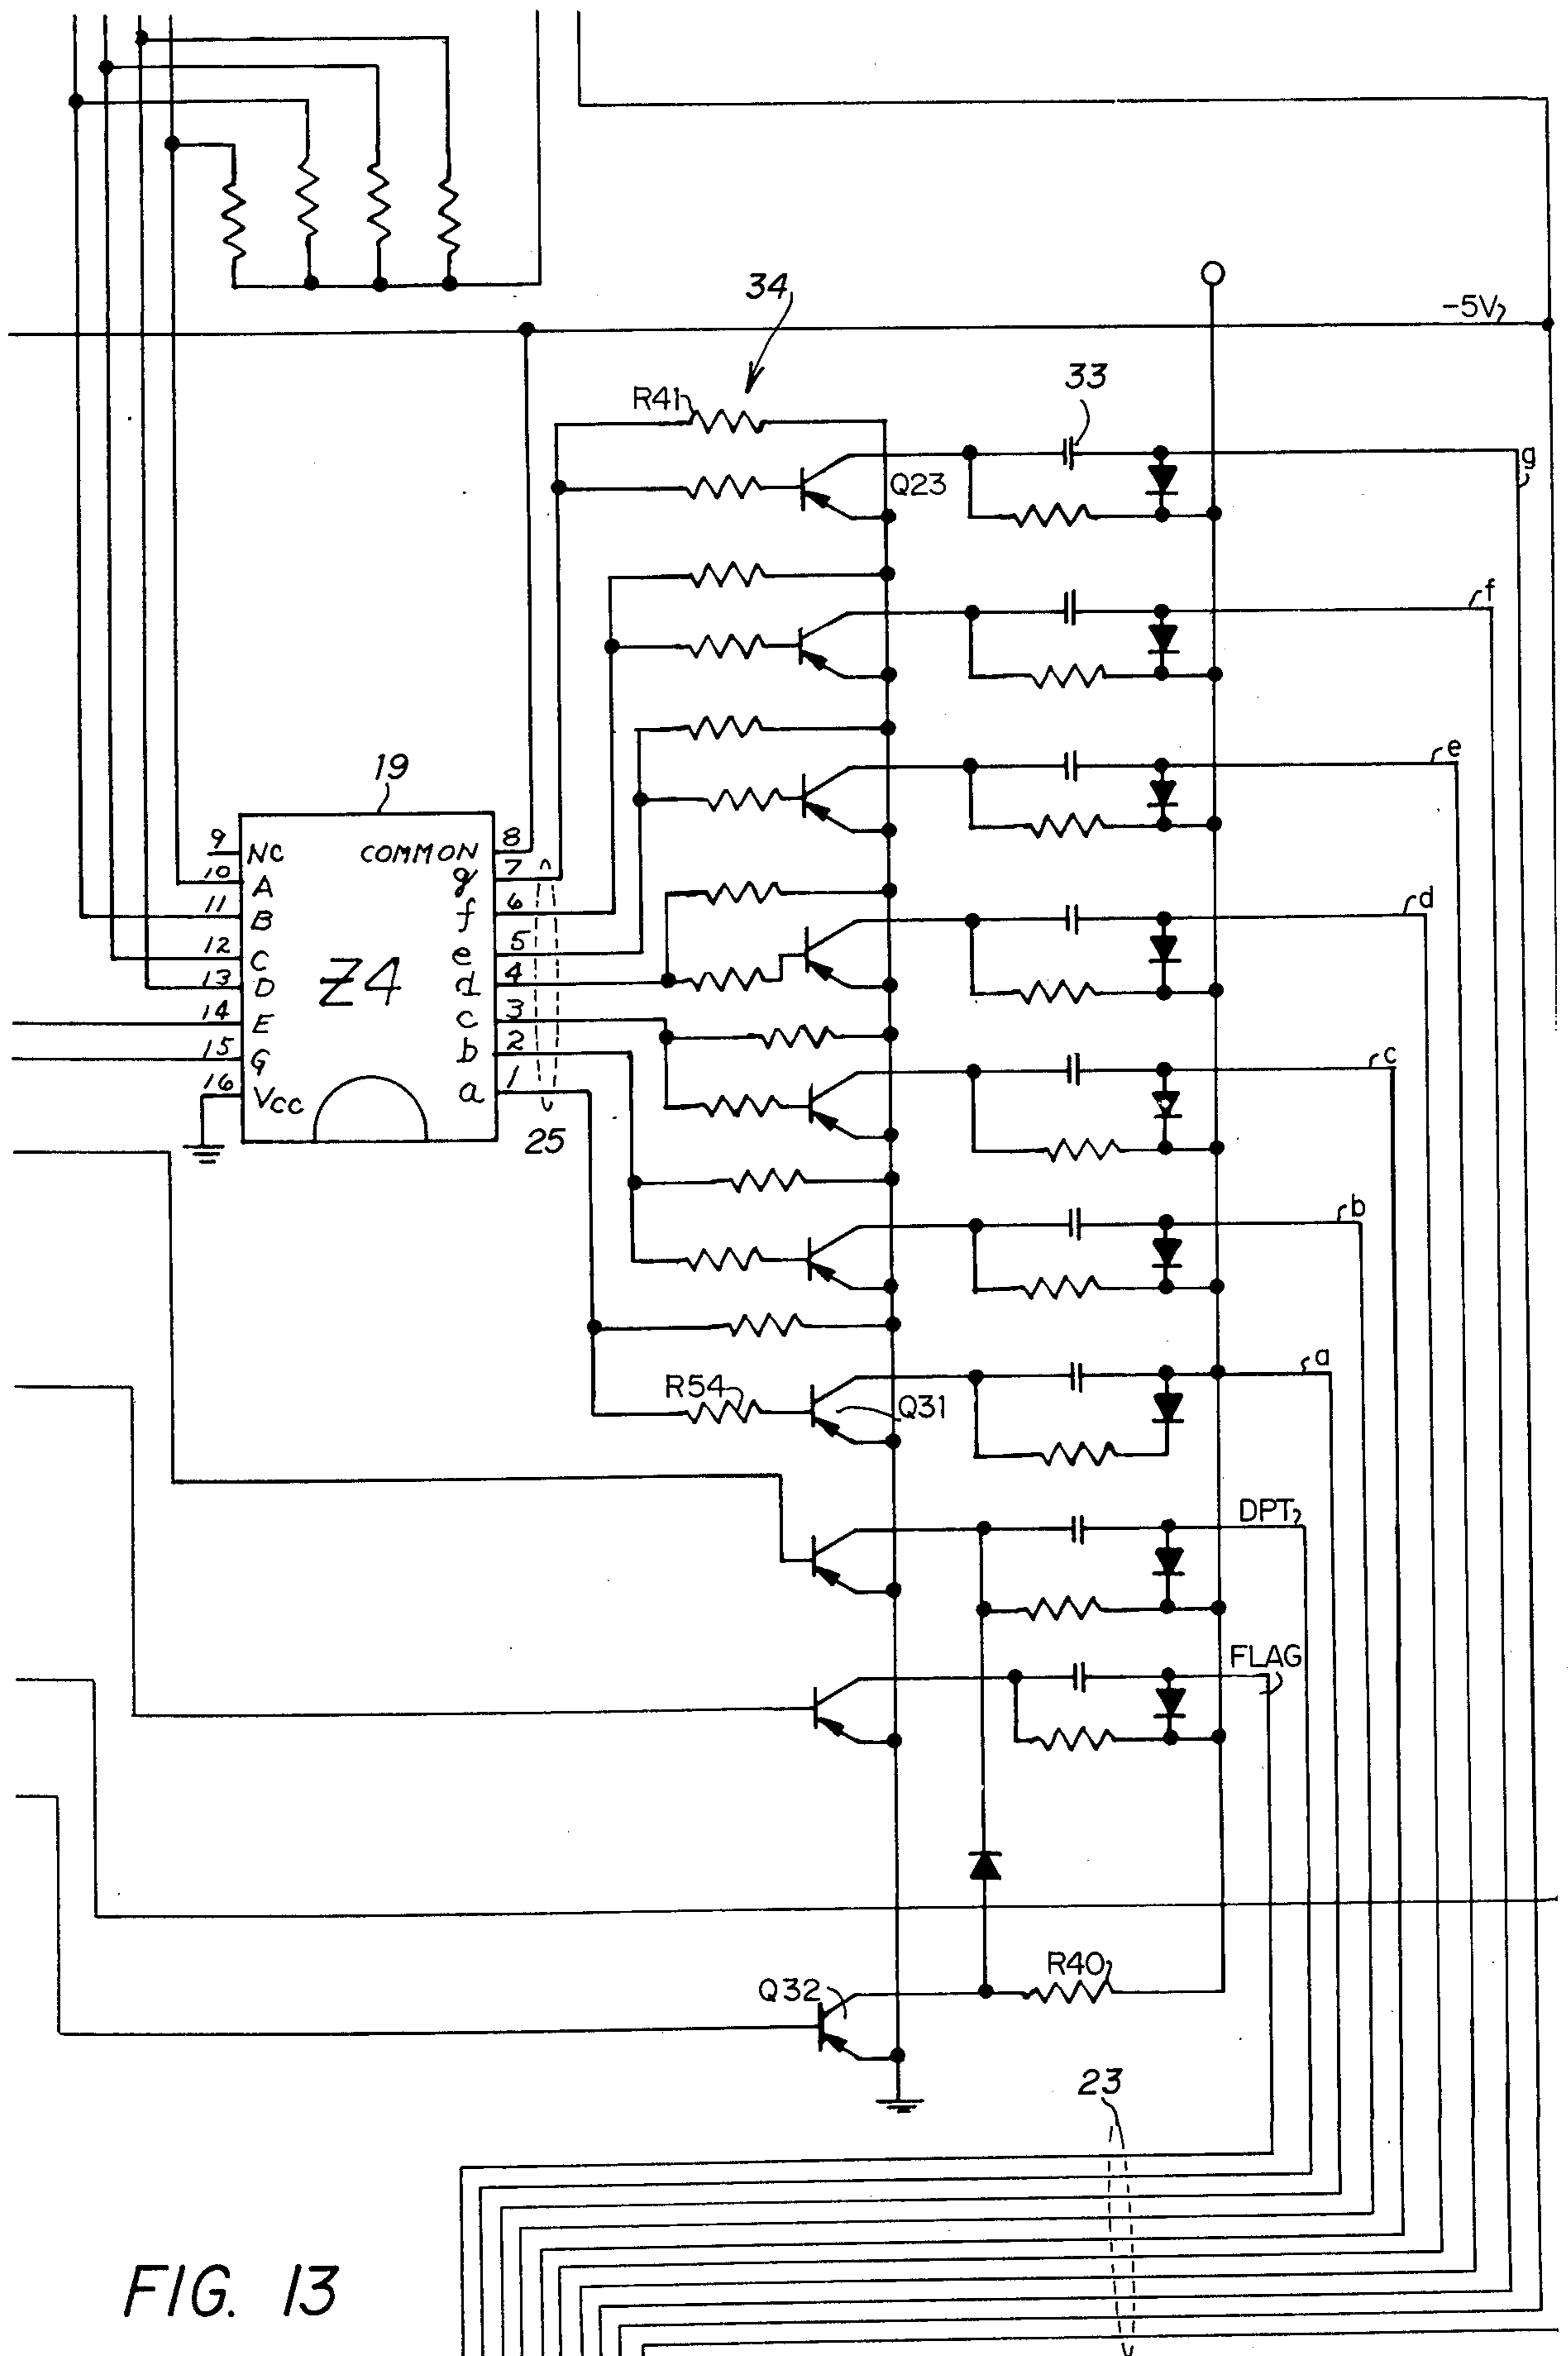 34
-5V
R41
33
Q23
g
f
19
e
9 NC COMMON 8
10 A g 7
11 B f 6
12 C e 5
13 D d 4
14 E c 3
15 G b 2
16 VCC a 1
Z4
25
d
c
b
a
R54
Q31
DPT
FLAG
R40
Q32
23
FIG. 13